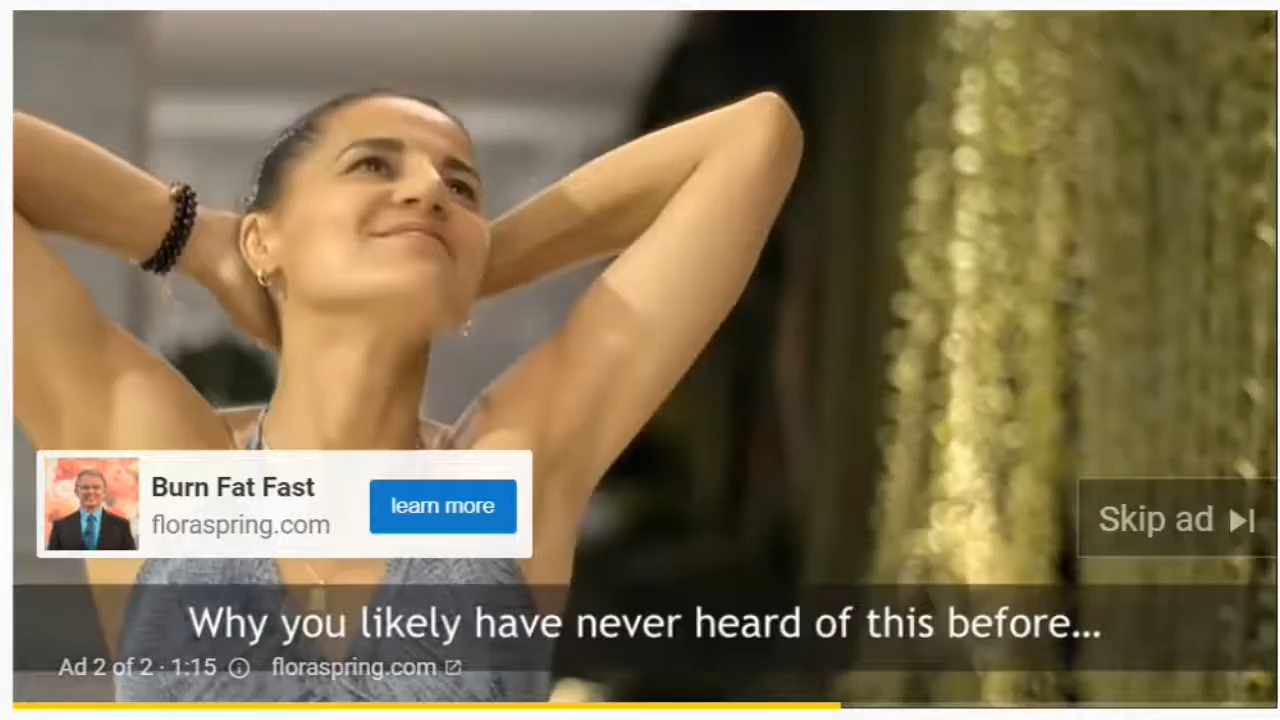 Burn Fat Fast
floraspring.com
learn more
Skip ad
Why you likely have never heard of this before...
Ad 2 of 2 · 1:15 floraspring.com